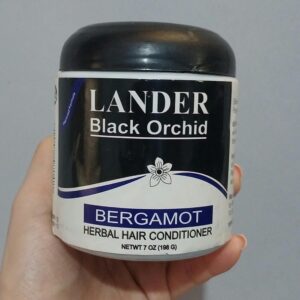 LANDER
Black Orchid
BERGAMOT
HERBAL HAIR CONDITIONER
NETWT 7 OZ (198 G)